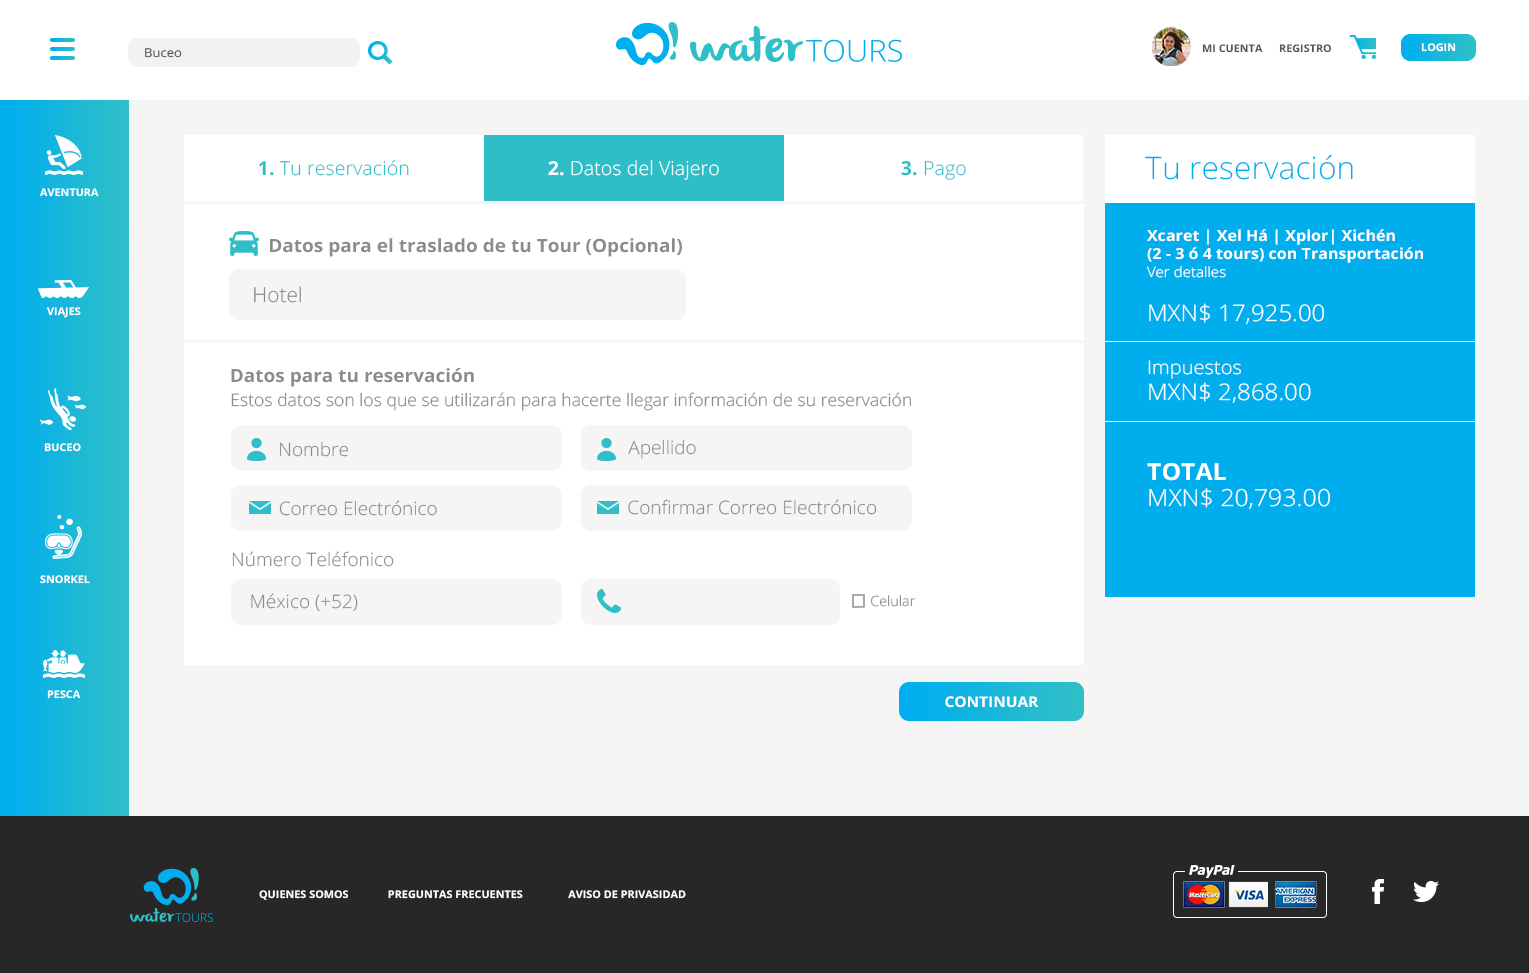 Buceo
water TOURS
MI CUENTA
REGISTRO
LOGIN
AVENTURA
VIAJES
BUCEO
SNORKEL
PESCA
1. Tu reservación
2. Datos del Viajero
3. Pago
Datos para el traslado de tu Tour (Opcional)
Hotel
Datos para tu reservación
Estos datos son los que se utilizarán para hacerte llegar información de su reservación
Nombre
Apellido
Correo Electrónico
Confirmar Correo Electrónico
Número Teléfonico
México (+52)
Celular
CONTINUAR
Tu reservación
Xcaret | Xel Há | Xplor| Xichén
(2 - 3 ó 4 tours) con Transportación
Ver detalles
MXN$ 17,925.00
Impuestos
MXN$ 2,868.00
TOTAL
MXN$ 20,793.00
water TOURS
QUIENES SOMOS
PREGUNTAS FRECUENTES
AVISO DE PRIVASIDAD
PayPal
MasterCard
VISA
AMERICAN
EXPRESS